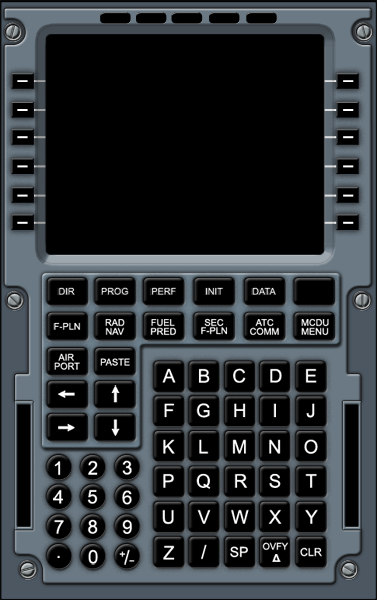 DIR PROG PERF INIT DATA
F-PLN RAD NAV FUEL PRED SEC F-PLN ATC COMM MCDU MENU
AIR PORT PASTE
← ↑
→ ↓
A B C D E
F G H I J
K L M N O
P Q R S T
U V W X Y
Z / SP OVFY Δ CLR
1 2 3
4 5 6
7 8 9
. 0 +/-